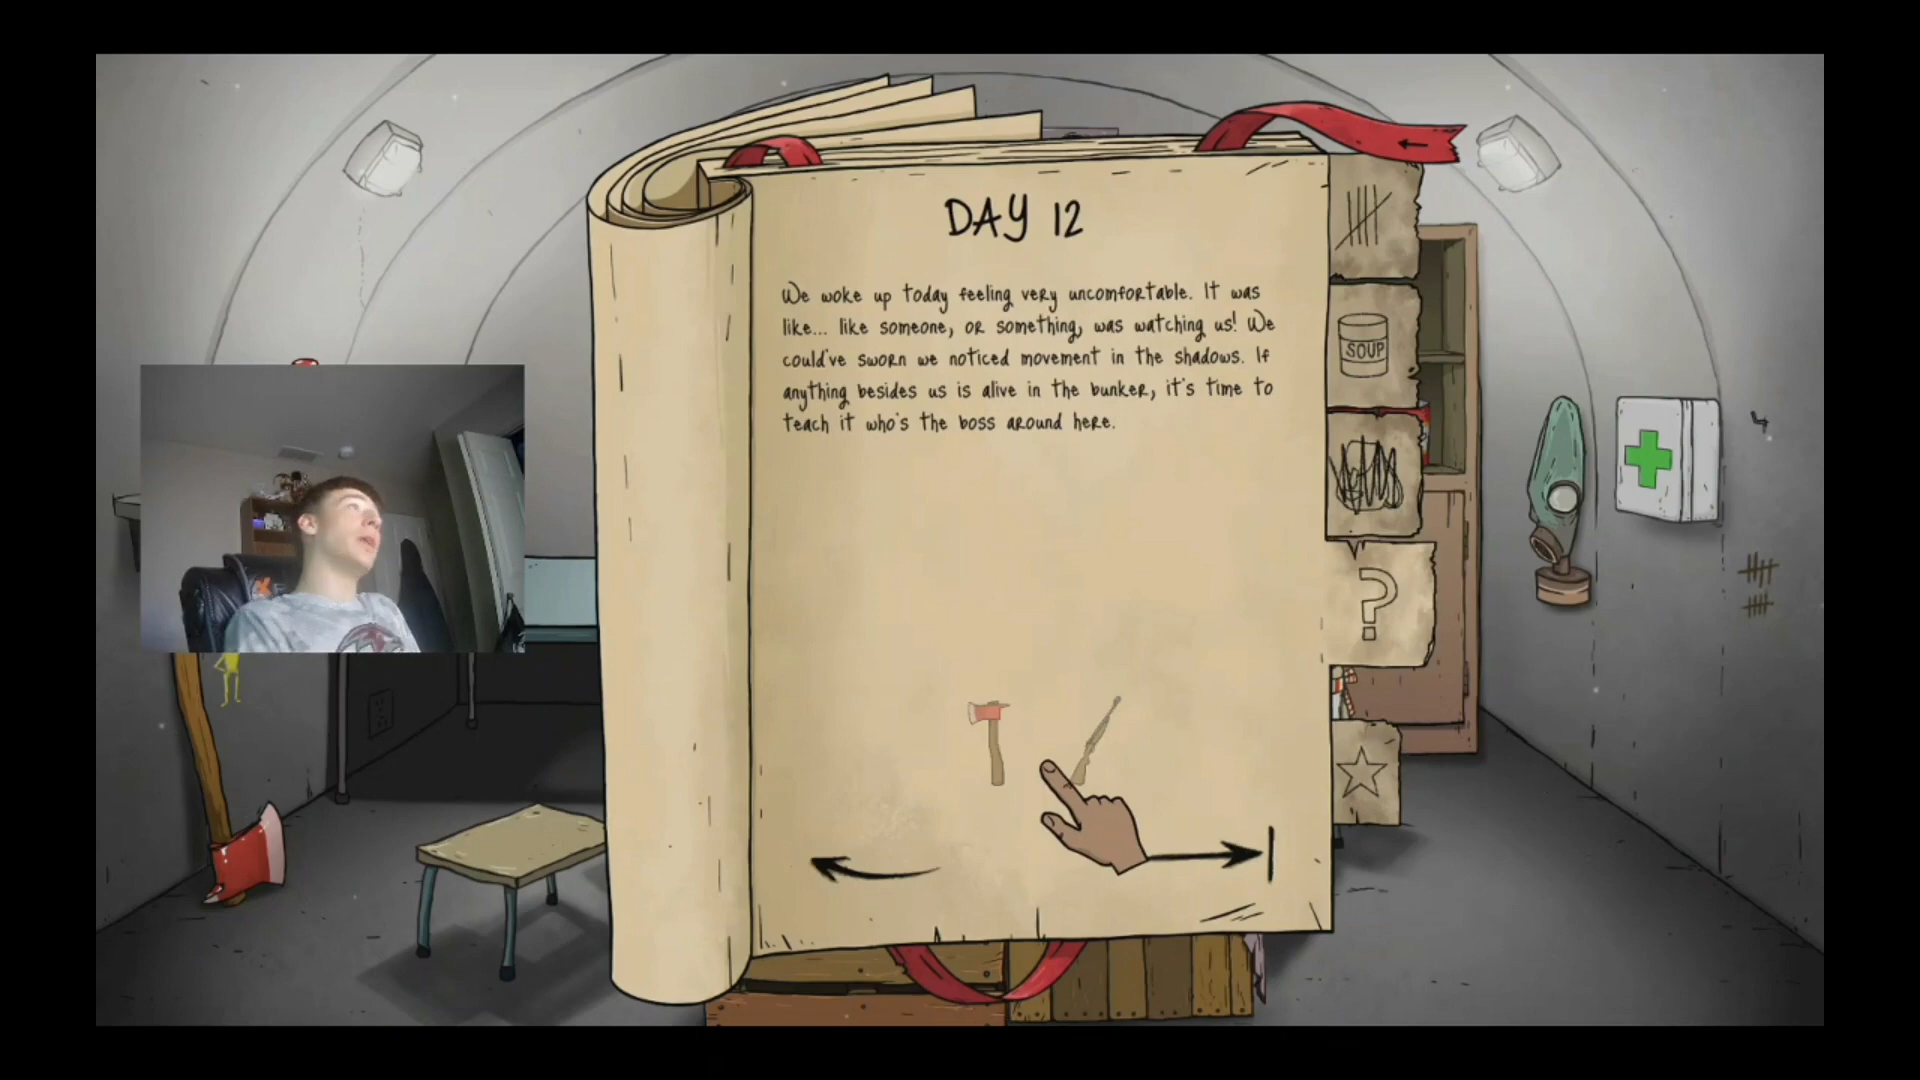 DAY 12
We woke up today feeling very uncomfortable. It was
like... like someone, or something, was watching us! We
could've sworn we noticed movement in the shadows. If
anything besides us is alive in the bunker, it's time to
teach it who's the boss around here.
SOUP
?